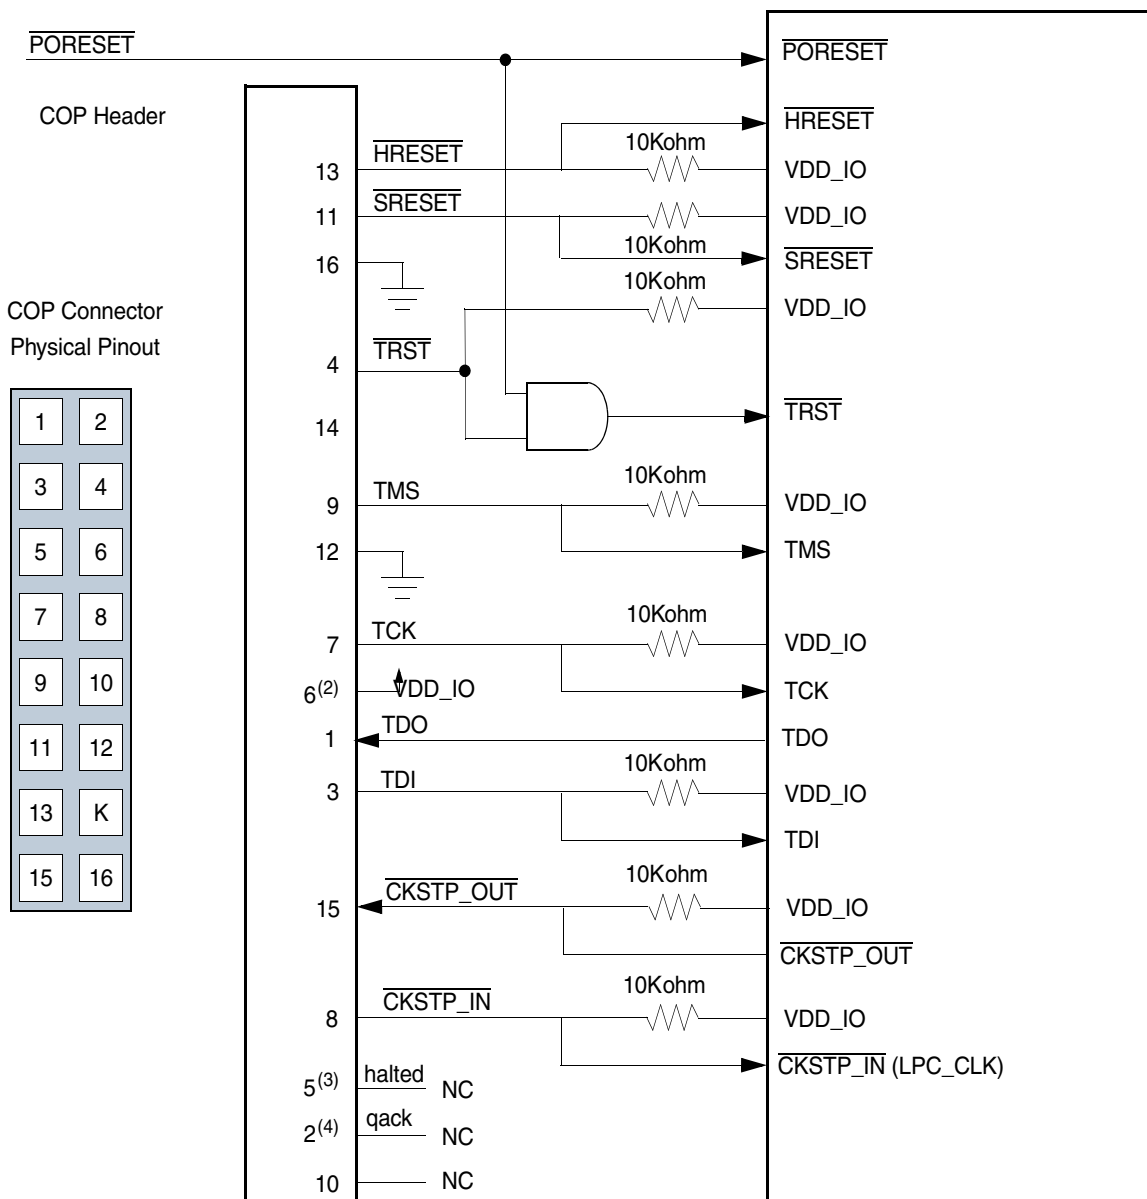 PORESET
PORESET
COP Header
HRESET
10Kohm
13 HRESET VDD_IO
11 SRESET VDD_IO
10Kohm
16 SRESET
10Kohm
VDD_IO
COP Connector
Physical Pinout
4 TRST
TRST
14
1 2
3 4
5 6
7 8
9 10
11 12
13 K
15 16
10Kohm
9 TMS VDD_IO
12 TMS
10Kohm
7 TCK VDD_IO
6(2) VDD_IO TCK
1 TDO TDO
10Kohm
3 TDI VDD_IO
TDI
10Kohm
15 CKSTP_OUT VDD_IO
CKSTP_OUT
10Kohm
8 CKSTP_IN VDD_IO
CKSTP_IN (LPC_CLK)
5(3) halted NC
2(4) qack NC
10 NC